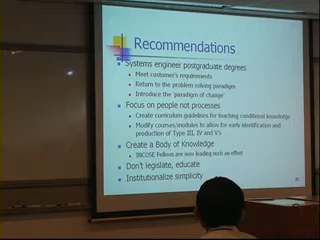 Recommendations
Systems engineer postgraduate degrees
Meet customer's requirements
Return to the problem solving paradigm
Introduce the 'paradigm of change'
Focus on people not processes
Create curriculum guidelines for teaching conditional knowledge
Modify courses/modules to allow for early identification and
production of Type III, IV and V's
Create a Body of Knowledge
INCOSE Fellows are now leading such an effort
Don't legislate, educate
Institutionalize simplicity